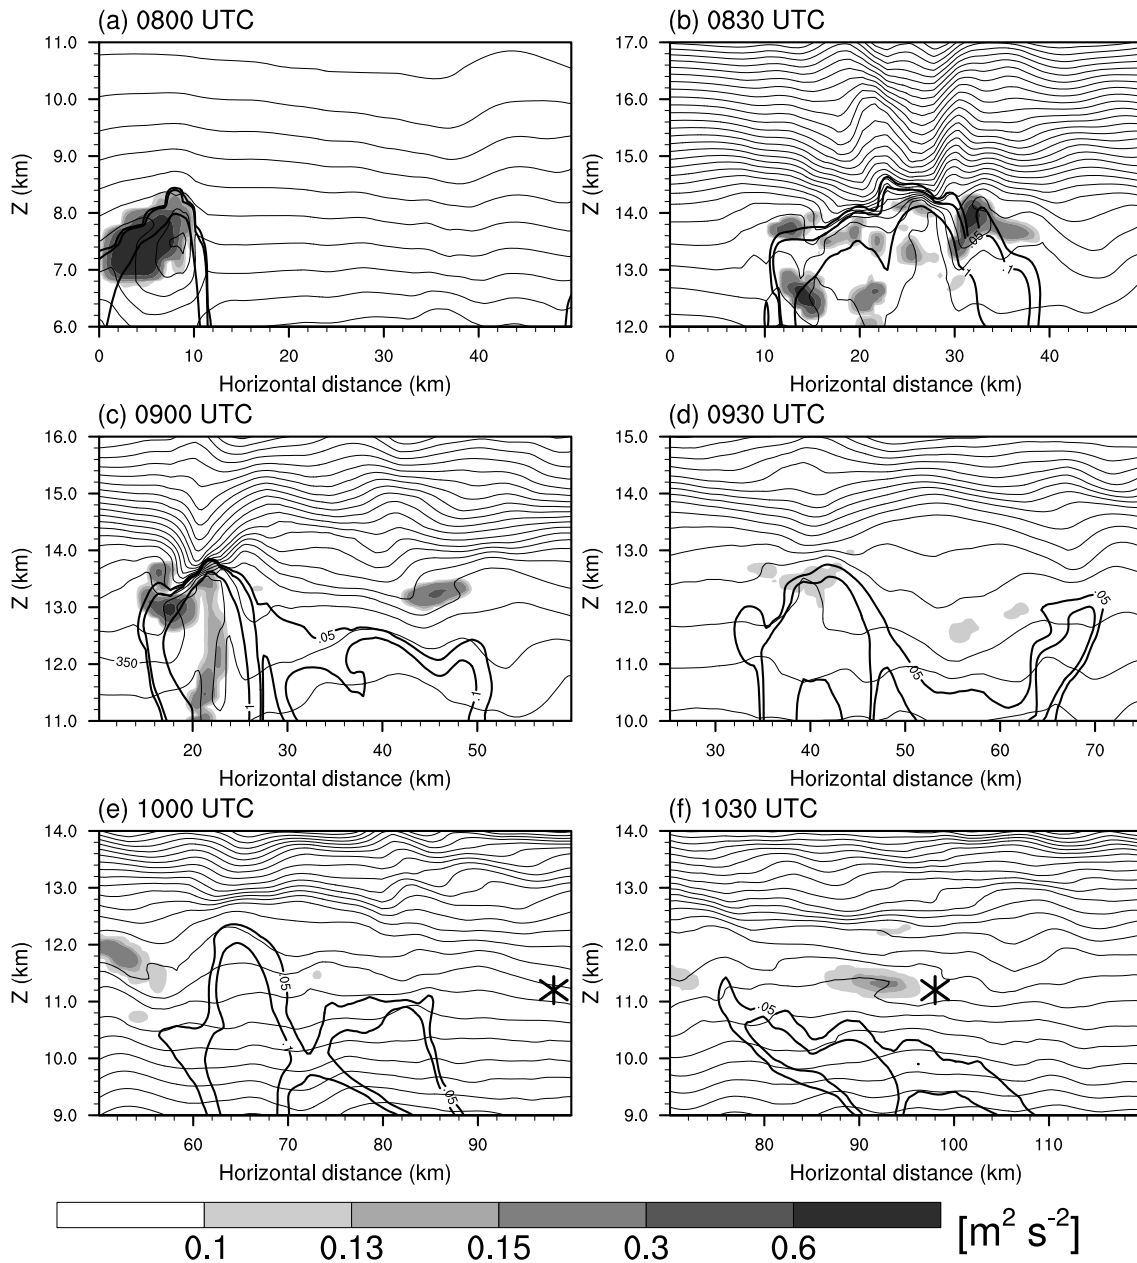 (a) 0800 UTC
(b) 0830 UTC
11.0
10.0
9.0
8.0
7.0
6.0
Z (km)
0 10 20 30 40
Horizontal distance (km)
17.0
16.0
15.0
14.0
13.0
12.0
Z (km)
.05
.1
.1
0 10 20 30 40
Horizontal distance (km)
(c) 0900 UTC
(d) 0930 UTC
16.0
15.0
14.0
13.0
12.0
11.0
Z (km)
350
.05
.1
.1
20 30 40 50
Horizontal distance (km)
15.0
14.0
13.0
12.0
11.0
10.0
Z (km)
.05
.05
30 40 50 60 70
Horizontal distance (km)
(e) 1000 UTC
(f) 1030 UTC
14.0
13.0
12.0
11.0
10.0
9.0
Z (km)
.05
.1
.05
60 70 80 90
Horizontal distance (km)
14.0
13.0
12.0
11.0
10.0
9.0
Z (km)
.05
80 90 100 110
Horizontal distance (km)
0.1 0.13 0.15 0.3 0.6
[m² s⁻²]